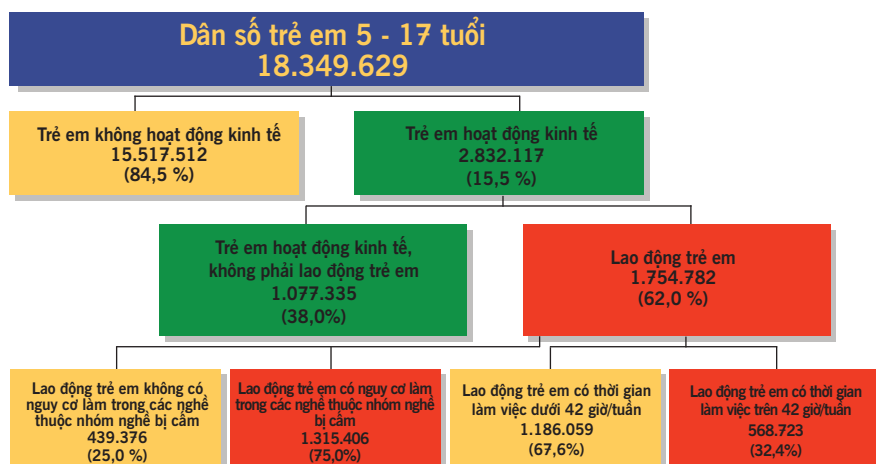 Dân số trẻ em 5 - 17 tuổi
18.349.629
Trẻ em không hoạt động kinh tế
15.517.512
(84,5 %)
Trẻ em hoạt động kinh tế
2.832.117
(15,5 %)
Trẻ em hoạt động kinh tế,
không phải lao động trẻ em
1.077.335
(38,0%)
Lao động trẻ em
1.754.782
(62,0 %)
Lao động trẻ em không có
nguy cơ làm trong các nghề
thuộc nhóm nghề bị cấm
439.376
(25,0 %)
Lao động trẻ em có nguy cơ làm
trong các nghề thuộc nhóm nghề
bị cấm
1.315.406
(75,0%)
Lao động trẻ em có thời gian
làm việc dưới 42 giờ/tuần
1.186.059
(67,6%)
Lao động trẻ em có thời gian
làm việc trên 42 giờ/tuần
568.723
(32,4%)